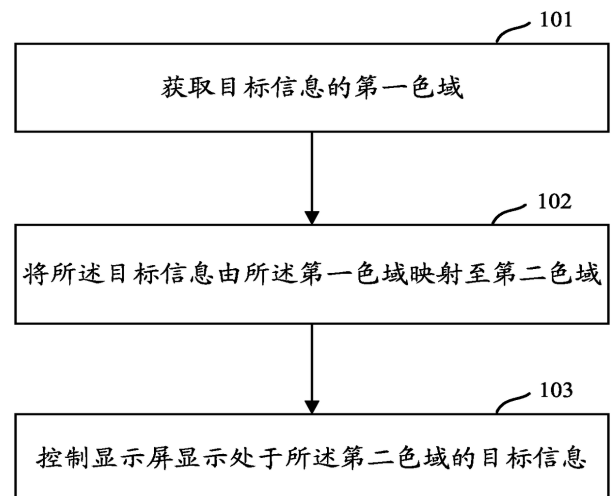 101
获取目标信息的第一色域
102
将所述目标信息由所述第一色域映射至第二色域
103
控制显示屏显示处于所述第二色域的目标信息